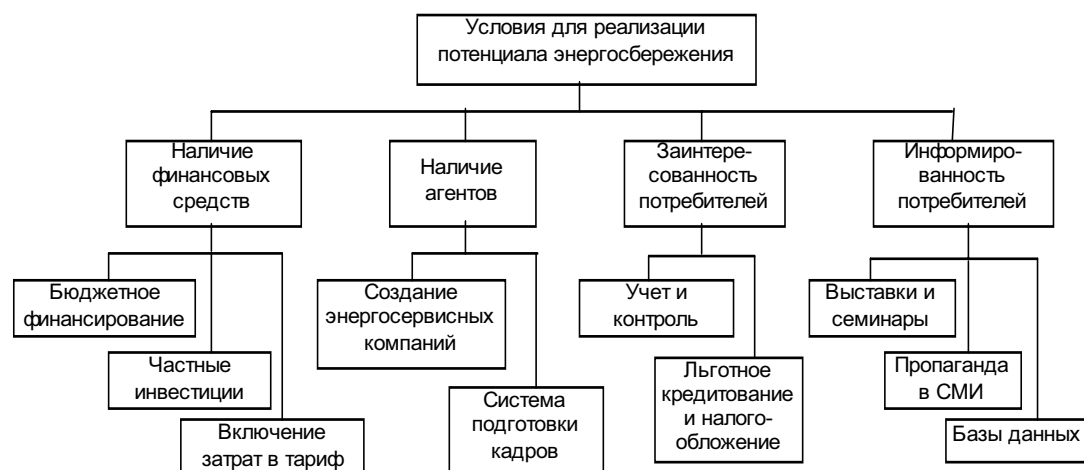 Условия для реализации
потенциала энергосбережения
Наличие
финансовых
средств
Наличие
агентов
Заинтере-
сованность
потребителей
Информиро-
ванность
потребителей
Бюджетное
финансирование
Частные
инвестиции
Включение
затрат в тариф
Создание
энергосервисных
компаний
Система
подготовки
кадров
Учет и
контроль
Льготное
кредитование
и налого-
обложение
Выставки и
семинары
Пропаганда
в СМИ
Базы данных